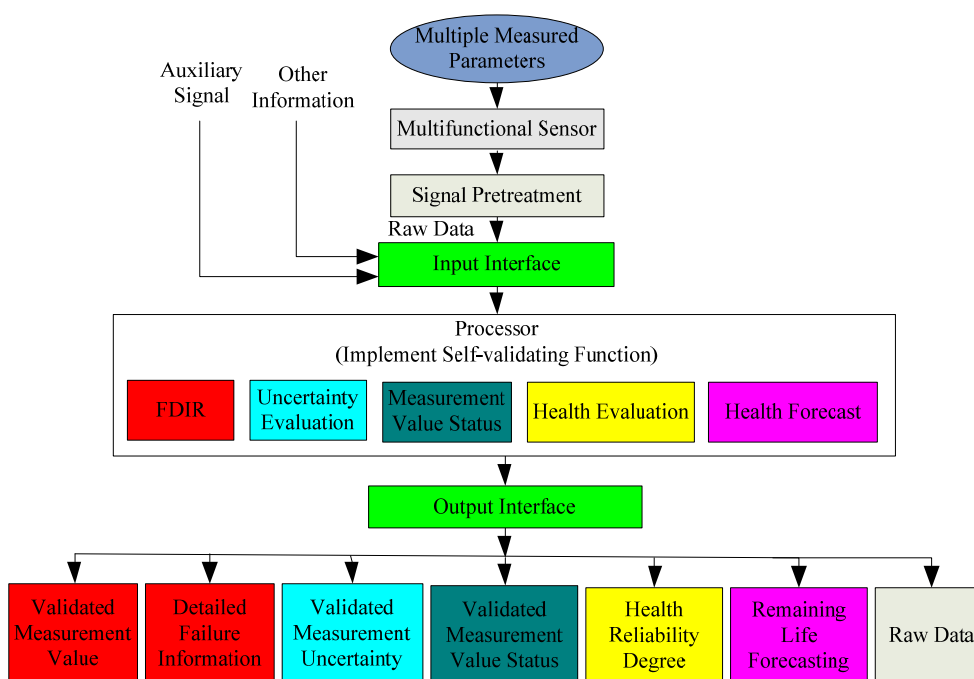 Multiple Measured
Parameters
Auxiliary
Signal
Other
Information
Multifunctional Sensor
Signal Pretreatment
Raw Data
Input Interface
Processor
(Implement Self-validating Function)
FDIR
Uncertainty
Evaluation
Measurement
Value Status
Health Evaluation
Health Forecast
Output Interface
Validated
Measurement
Value
Detailed
Failure
Information
Validated
Measurement
Uncertainty
Validated
Measurement
Value Status
Health
Reliability
Degree
Remaining
Life
Forecasting
Raw Data